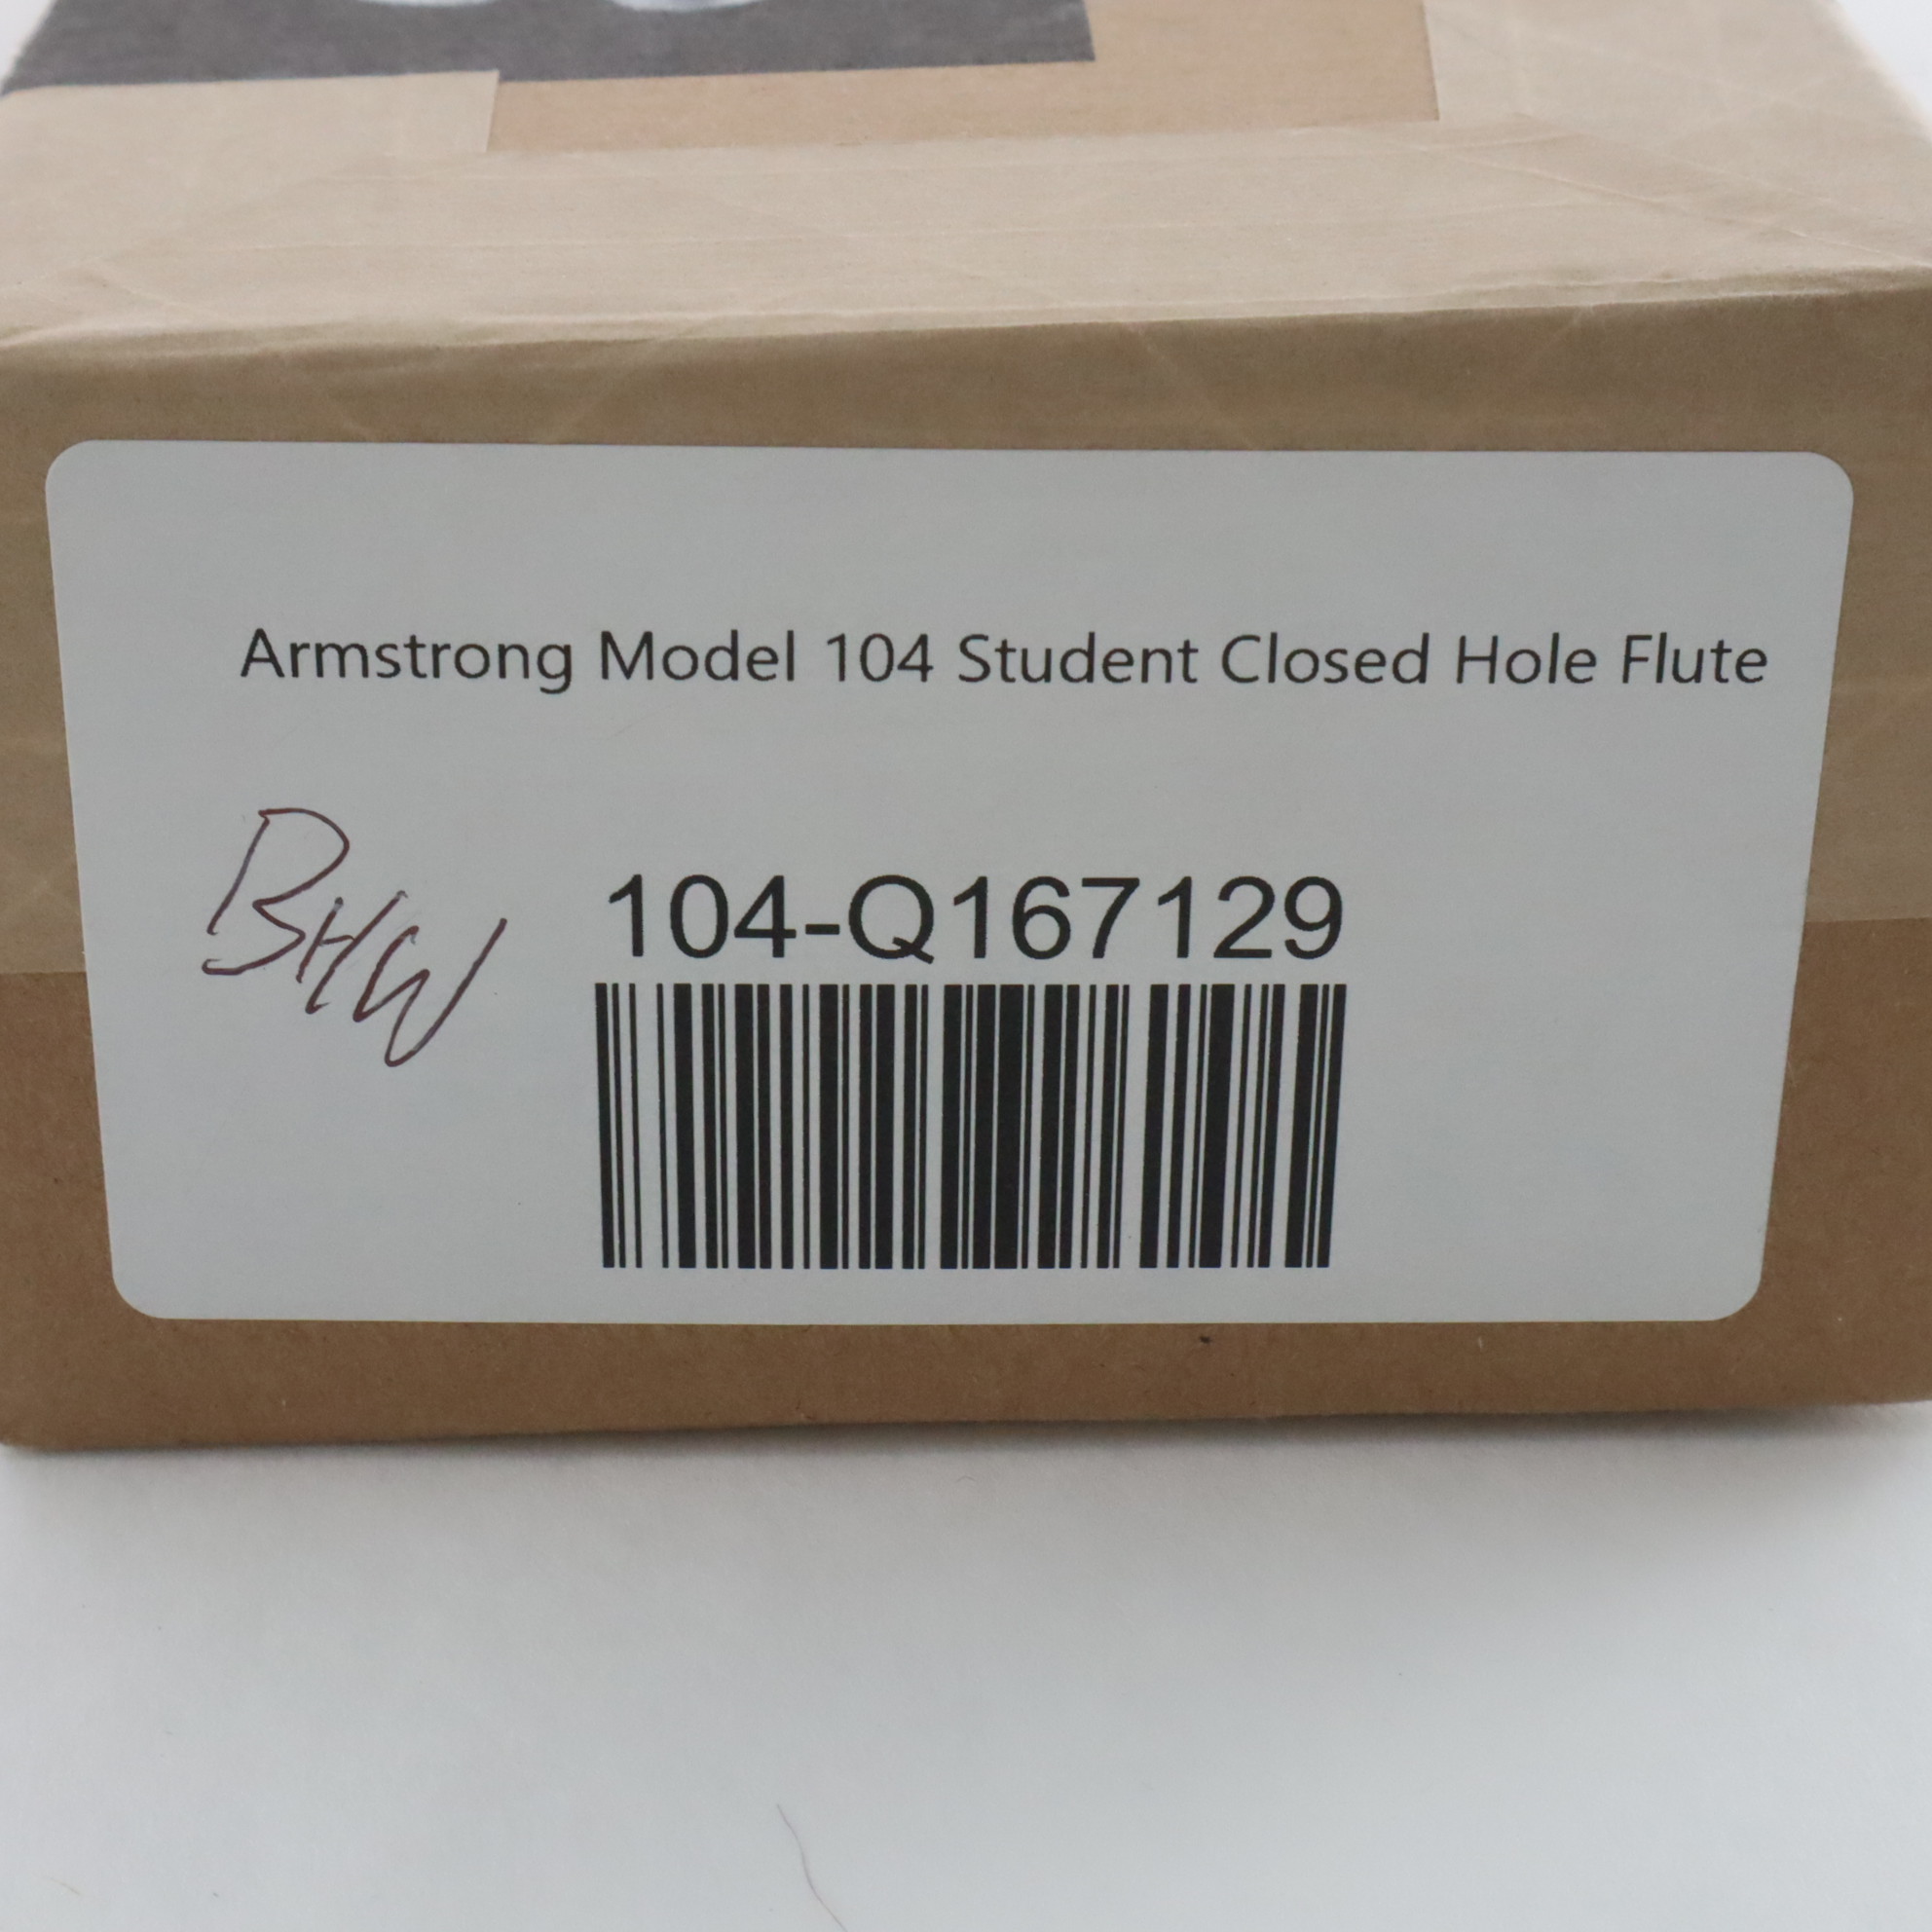 Armstrong Model 104 Student Closed Hole Flute
BHW
104-Q167129